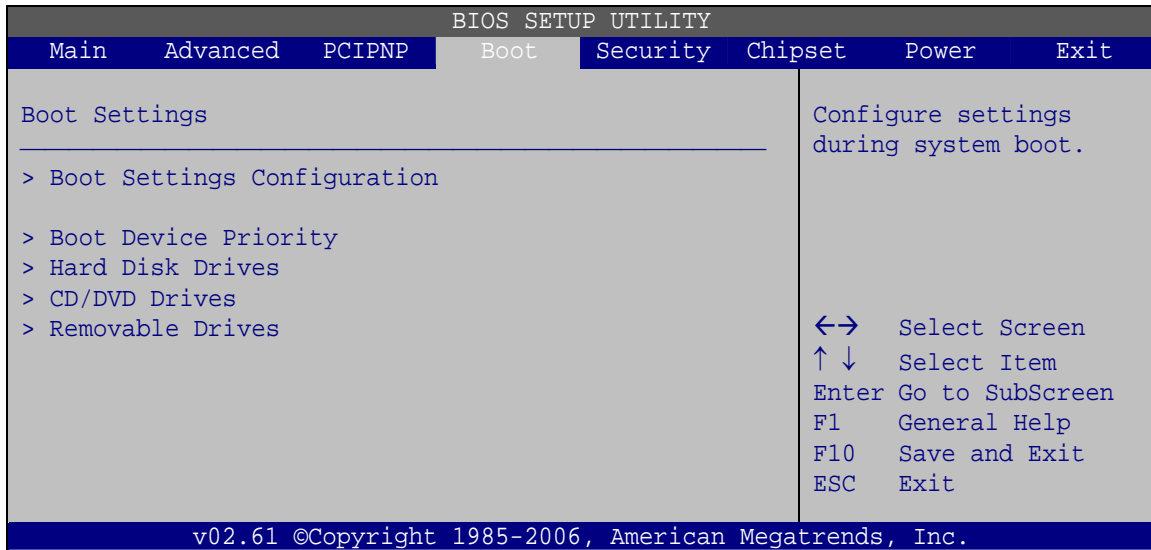 BIOS SETUP UTILITY
Main Advanced PCIPNP Boot Security Chipset Power Exit
Boot Settings
> Boot Settings Configuration
> Boot Device Priority
> Hard Disk Drives
> CD/DVD Drives
> Removable Drives
Configure settings
during system boot.
←→ Select Screen
↑ ↓ Select Item
Enter Go to SubScreen
F1 General Help
F10 Save and Exit
ESC Exit
v02.61 ©Copyright 1985-2006, American Megatrends, Inc.